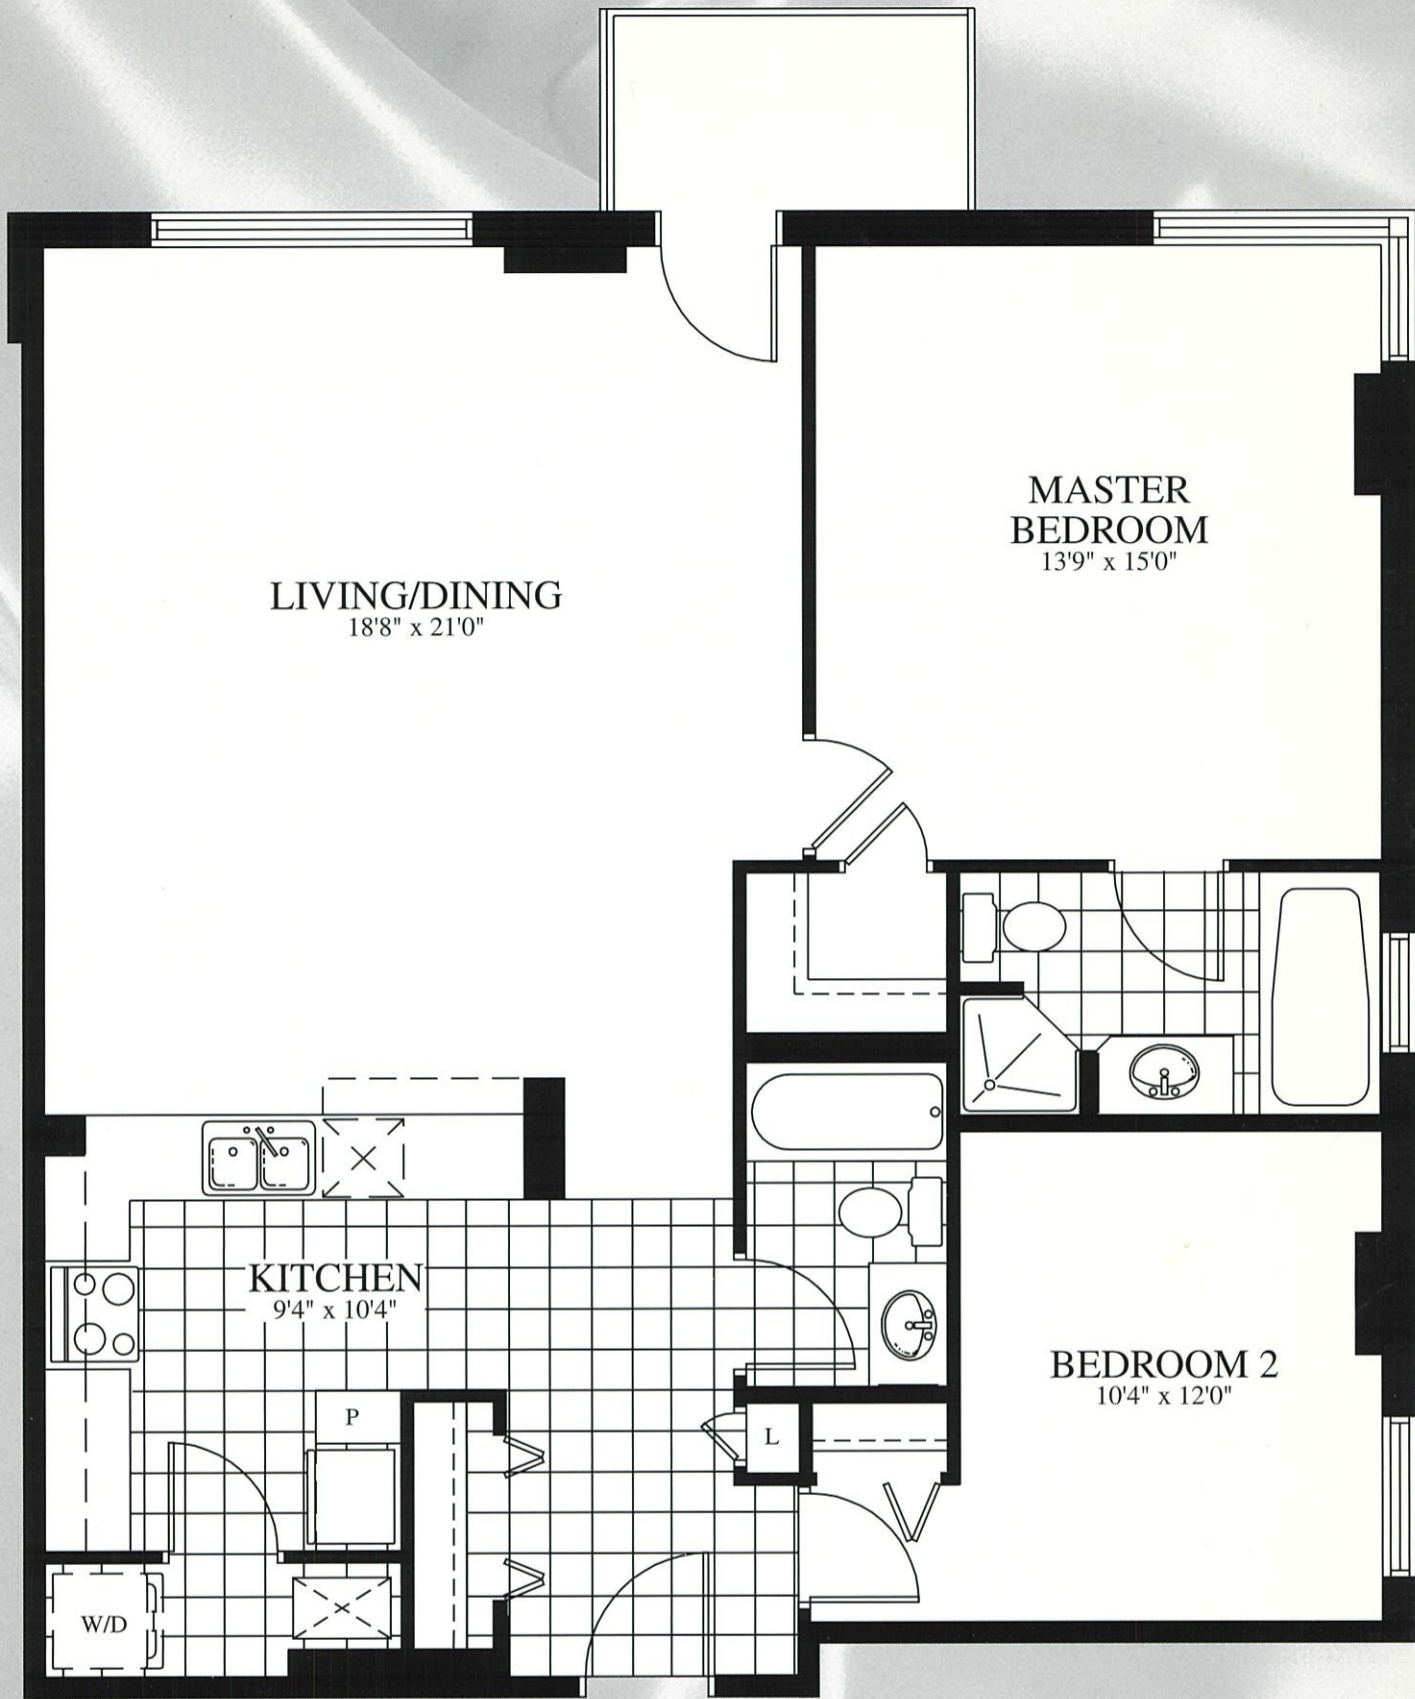 MASTER
BEDROOM
13'9" x 15'0"
LIVING/DINING
18'8" x 21'0"
KITCHEN
9'4" x 10'4"
BEDROOM 2
10'4" x 12'0"
P
L
W/D